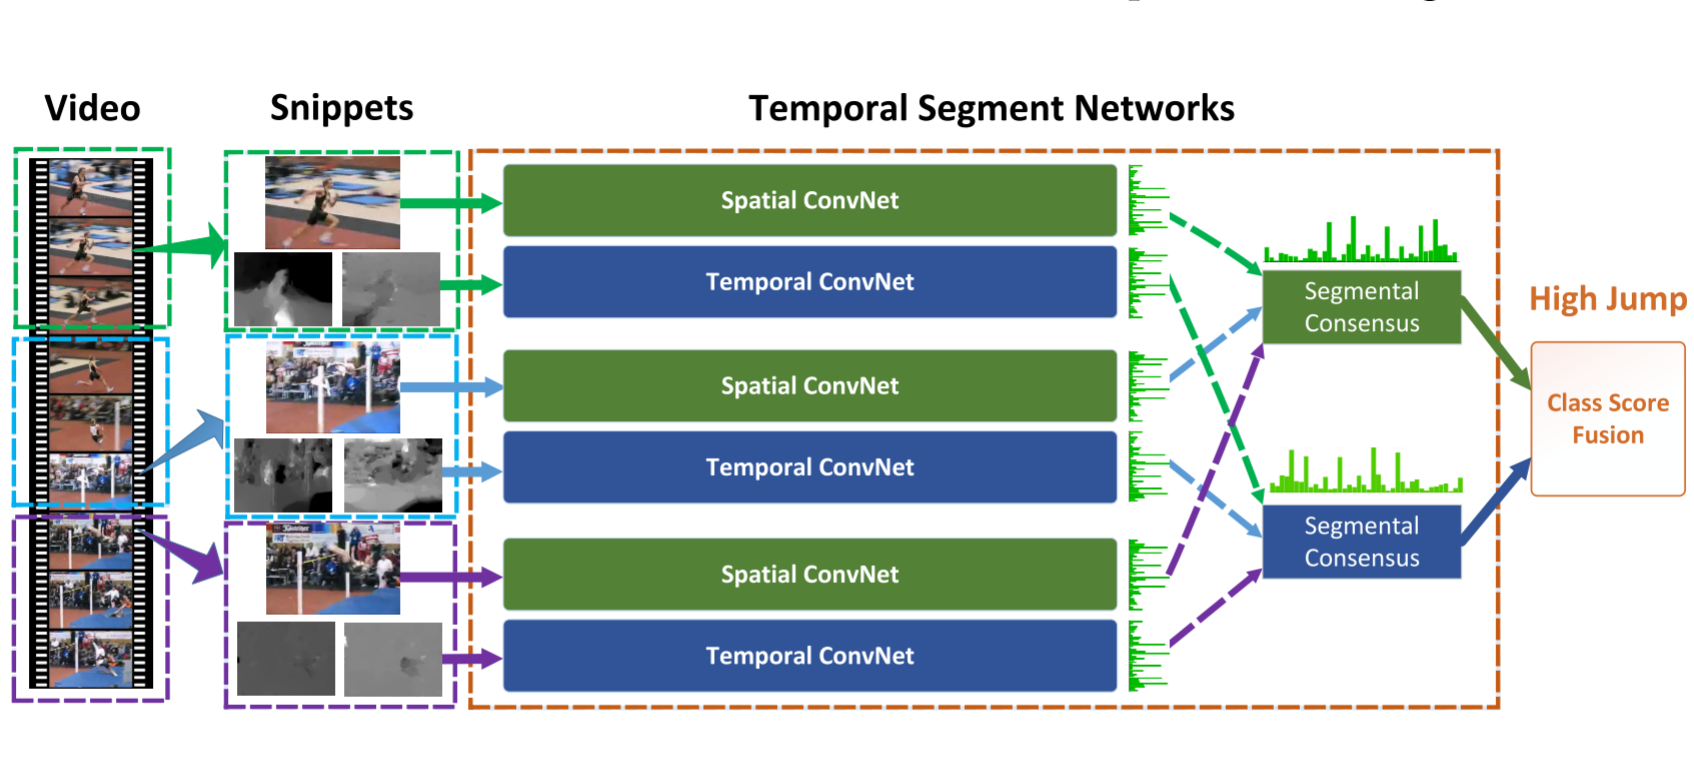 Video
Snippets
Temporal Segment Networks
Spatial ConvNet
Temporal ConvNet
Spatial ConvNet
Temporal ConvNet
Spatial ConvNet
Temporal ConvNet
Segmental
Consensus
Segmental
Consensus
High Jump
Class Score
Fusion